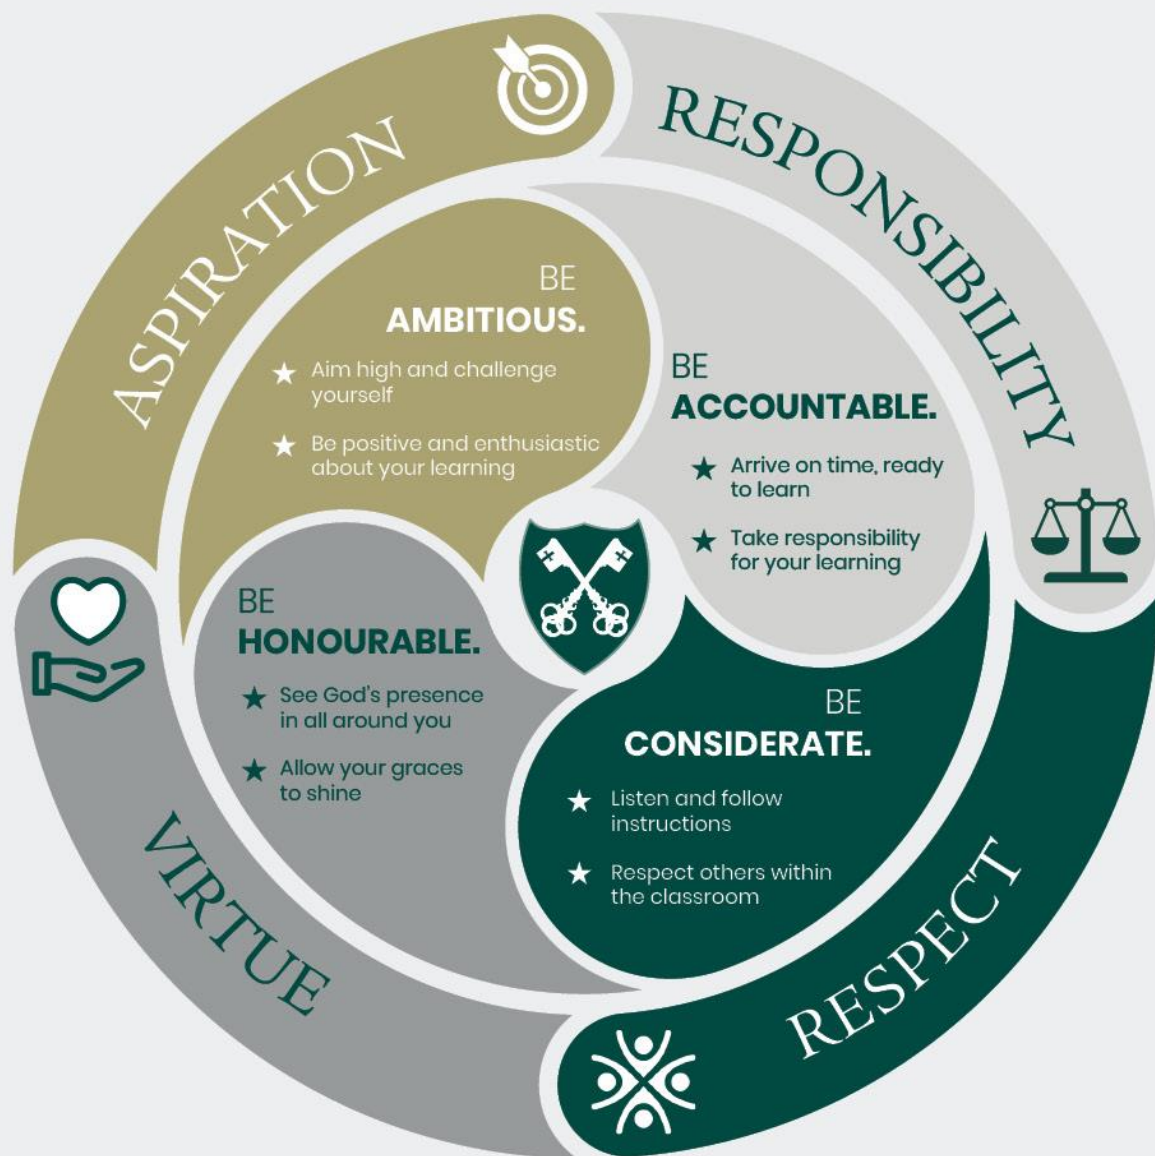 ASPIRATION
BE
AMBITIOUS.
Aim high and challenge
yourself
Be positive and enthusiastic
about your learning
RESPONSIBILITY
BE
ACCOUNTABLE.
Arrive on time, ready
to learn
Take responsibility
for your learning
VIRTUE
BE
HONOURABLE.
See God's presence
in all around you
Allow your graces
to shine
RESPECT
BE
CONSIDERATE.
Listen and follow
instructions
Respect others within
the classroom